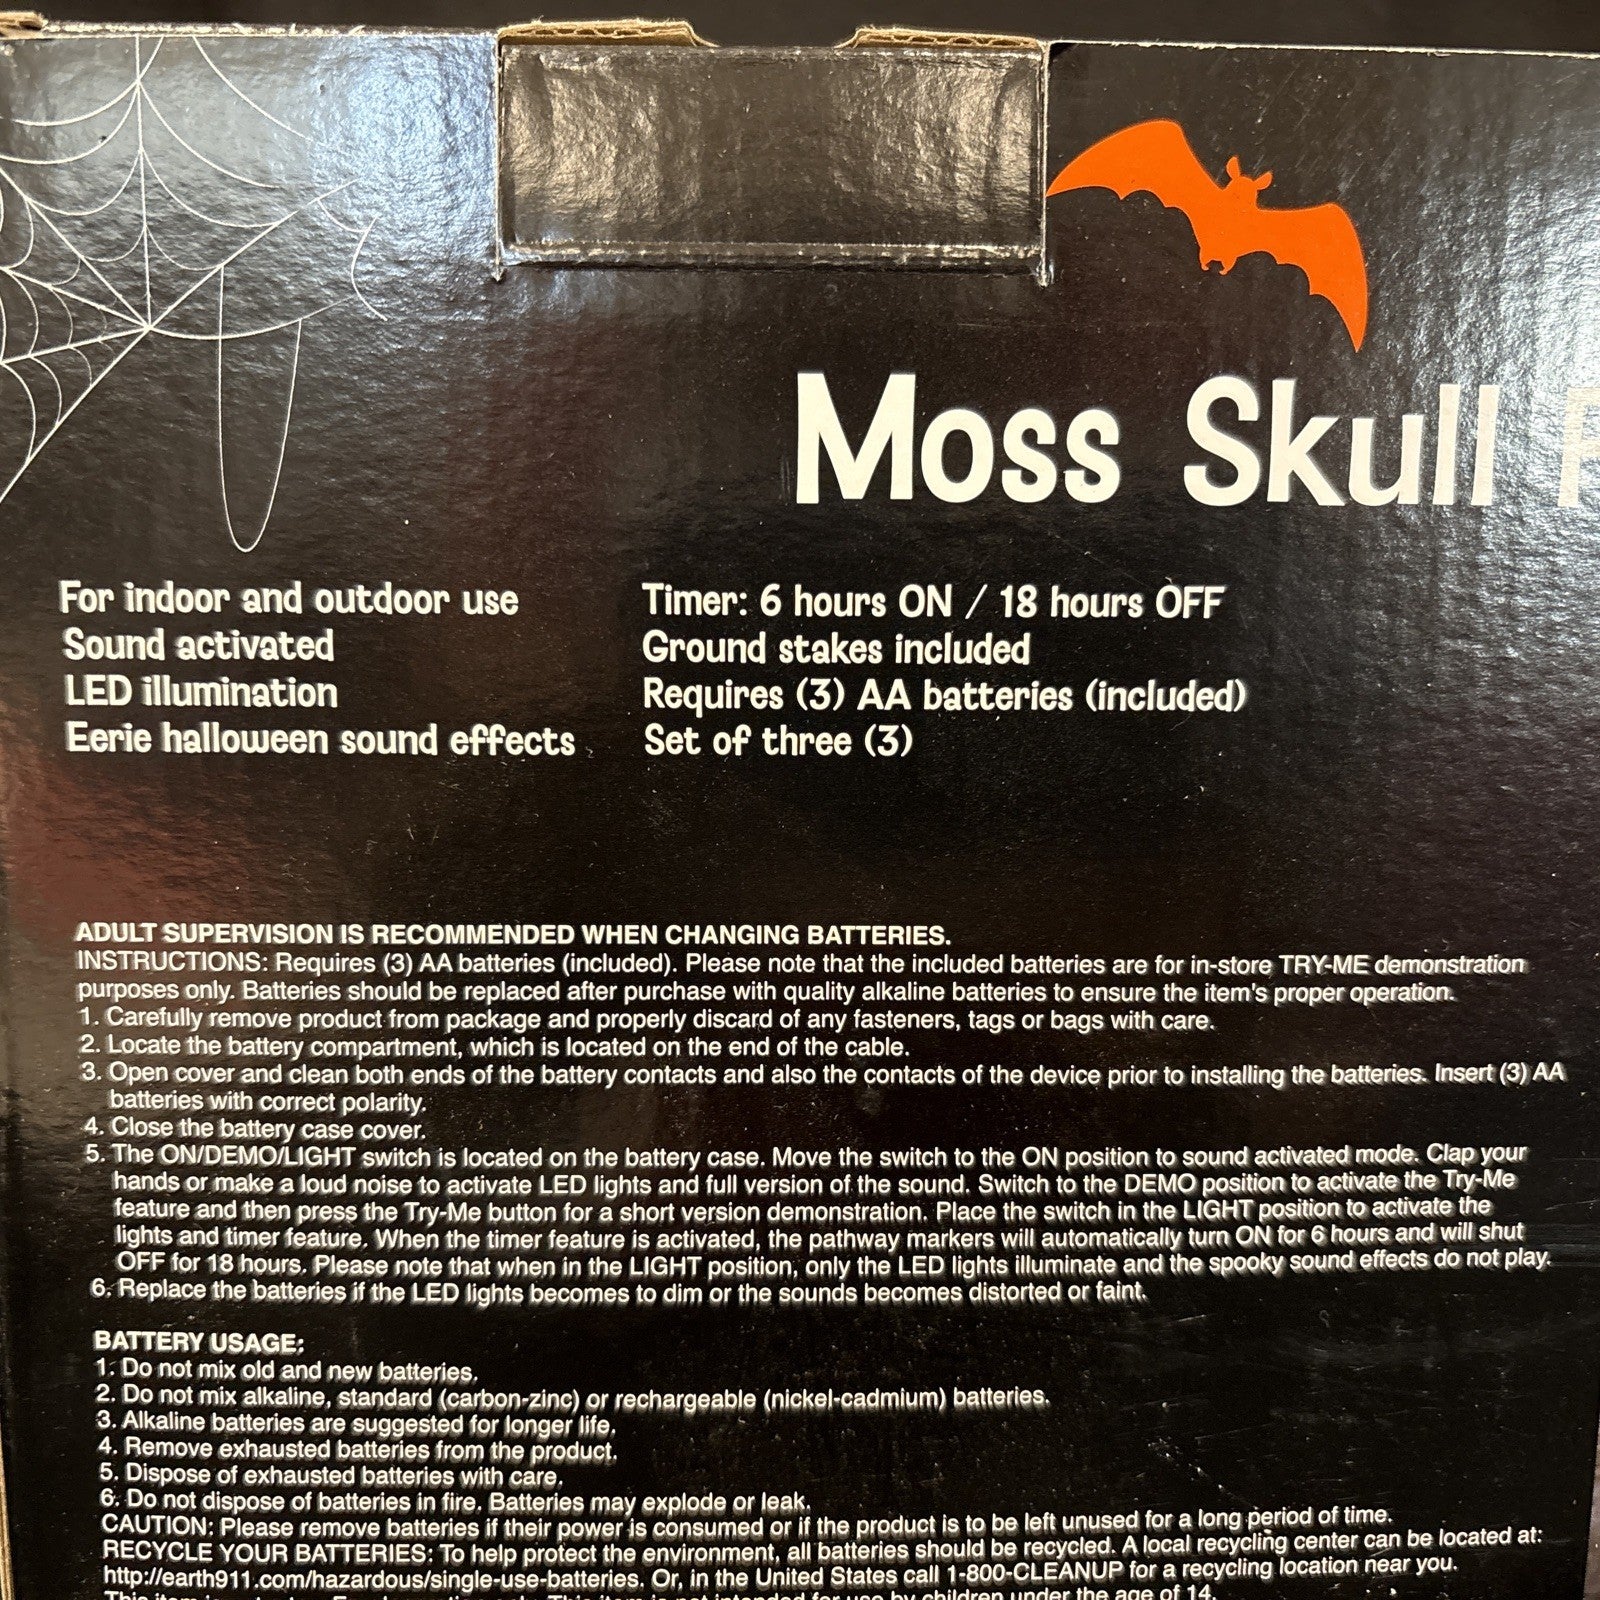 Moss Skull
For indoor and outdoor use
Sound activated
LED illumination
Eerie halloween sound effects
Timer: 6 hours ON / 18 hours OFF
Ground stakes included
Requires (3) AA batteries (included)
Set of three (3)
ADULT SUPERVISION IS RECOMMENDED WHEN CHANGING BATTERIES.
INSTRUCTIONS: Requires (3) AA batteries (included). Please note that the included batteries are for in-store TRY-ME demonstration
purposes only. Batteries should be replaced after purchase with quality alkaline batteries to ensure the item's proper operation.
1. Carefully remove product from package and properly discard of any fasteners, tags or bags with care.
2. Locate the battery compartment, which is located on the end of the cable.
3. Open cover and clean both ends of the battery contacts and also the contacts of the device prior to installing the batteries. Insert (3) AA
batteries with correct polarity.
4. Close the battery case cover.
5. The ON/DEMO/LIGHT switch is located on the battery case. Move the switch to the ON position to sound activated mode. Clap your
hands or make a loud noise to activate LED lights and full version of the sound. Switch to the DEMO position to activate the Try-Me
feature and then press the Try-Me button for a short version demonstration. Place the switch in the LIGHT position to activate the
lights and timer feature. When the timer feature is activated, the pathway markers will automatically turn ON for 6 hours and will shut
OFF for 18 hours. Please note that when in the LIGHT position, only the LED lights illuminate and the spooky sound effects do not play.
6. Replace the batteries if the LED lights becomes to dim or the sounds becomes distorted or faint.
BATTERY USAGE:
1. Do not mix old and new batteries.
2. Do not mix alkaline, standard (carbon-zinc) or rechargeable (nickel-cadmium) batteries.
3. Alkaline batteries are suggested for longer life.
4. Remove exhausted batteries from the product.
5. Dispose of exhausted batteries with care.
6. Do not dispose of batteries in fire. Batteries may explode or leak.
CAUTION: Please remove batteries if their power is consumed or if the product is to be left unused for a long period of time.
RECYCLE YOUR BATTERIES: To help protect the environment, all batteries should be recycled. A local recycling center can be located at:
http://earth911.com/hazardous/single-use-batteries. Or, in the United States call 1-800-CLEANUP for a recycling location near you.
This item is not intended for use by children under the age of 14.